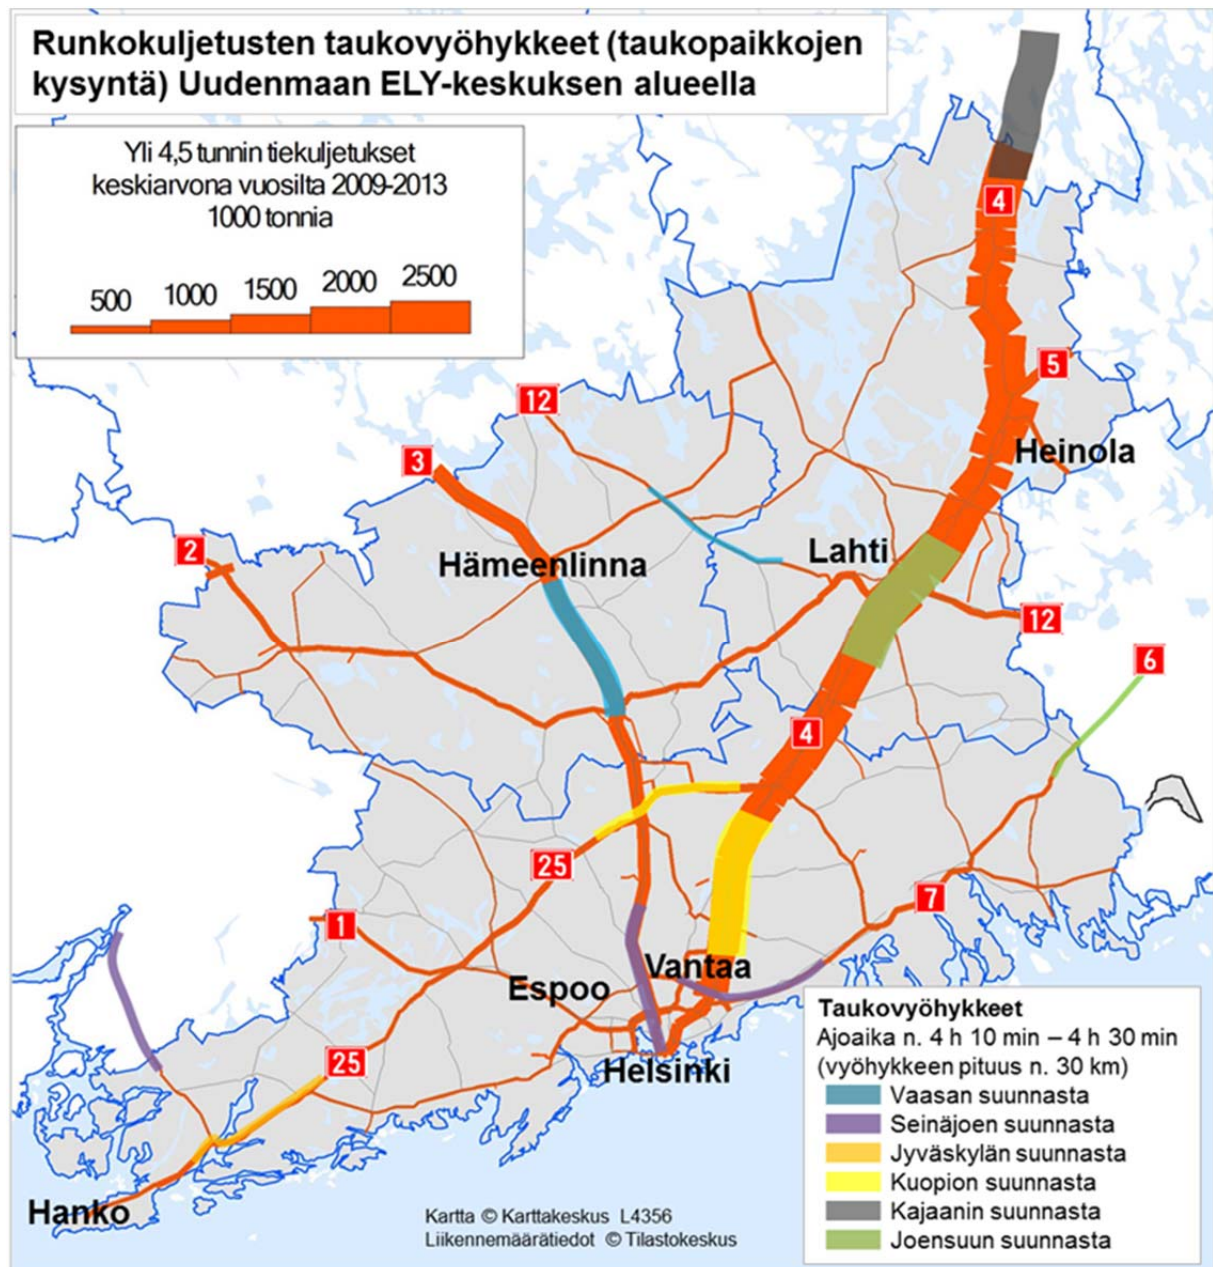 Runkokuljetusten taukovyöhykkeet (taukopaikkojen
kysyntä) Uudenmaan ELY-keskuksen alueella
Yli 4,5 tunnin tiekuljetukset
keskiarvona vuosilta 2009-2013
1000 tonnia
500 1000 1500 2000 2500
4
5
12
Heinola
3
2
Hämeenlinna
Lahti
12
6
4
25
7
1
Vantaa
Espoo
25
Helsinki
Hanko
Taukovyöhykkeet
Ajoaika n. 4 h 10 min – 4 h 30 min
(vyöhykkeen pituus n. 30 km)
Vaasan suunnasta
Seinäjoen suunnasta
Jyväskylän suunnasta
Kuopion suunnasta
Kajaanin suunnasta
Joensuun suunnasta
Kartta © Karttakeskus L4356
Liikennemäärätiedot © Tilastokeskus